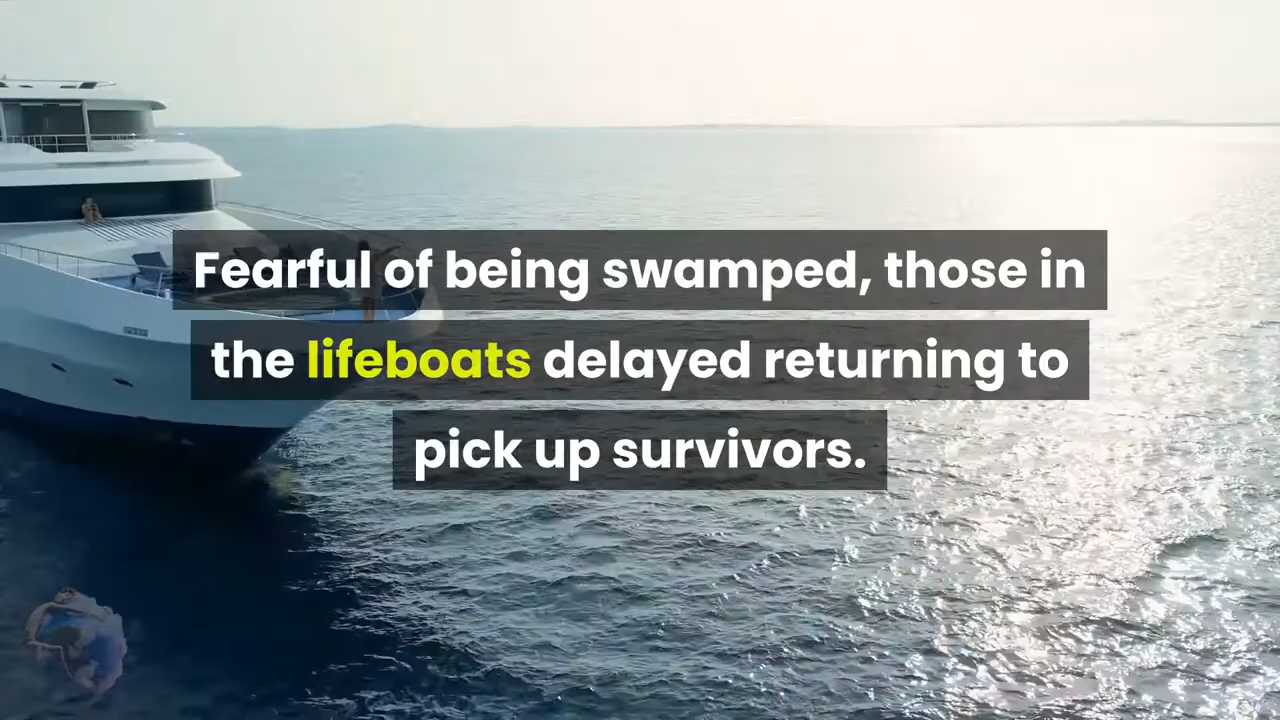 Fearful of being swamped, those in
the lifeboats delayed returning to
pick up survivors.